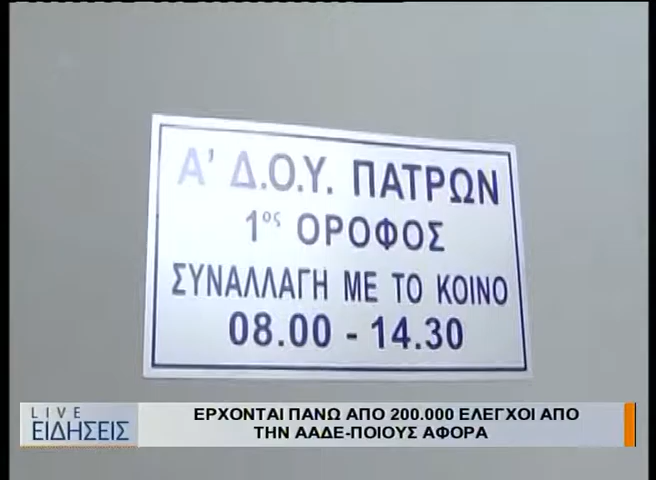 Α' Δ.Ο.Υ. ΠΑΤΡΩΝ
1ος ΟΡΟΦΟΣ
ΣΥΝΑΛΛΑΓΗ ΜΕ ΤΟ ΚΟΙΝΟ
08.00 - 14.30
LIVE
ΕΙΔΗΣΕΙΣ
ΕΡΧΟΝΤΑΙ ΠΑΝΩ ΑΠΟ 200.000 ΕΛΕΓΧΟΙ ΑΠΟ
ΤΗΝ ΑΑΔΕ-ΠΟΙΟΥΣ ΑΦΟΡΑ